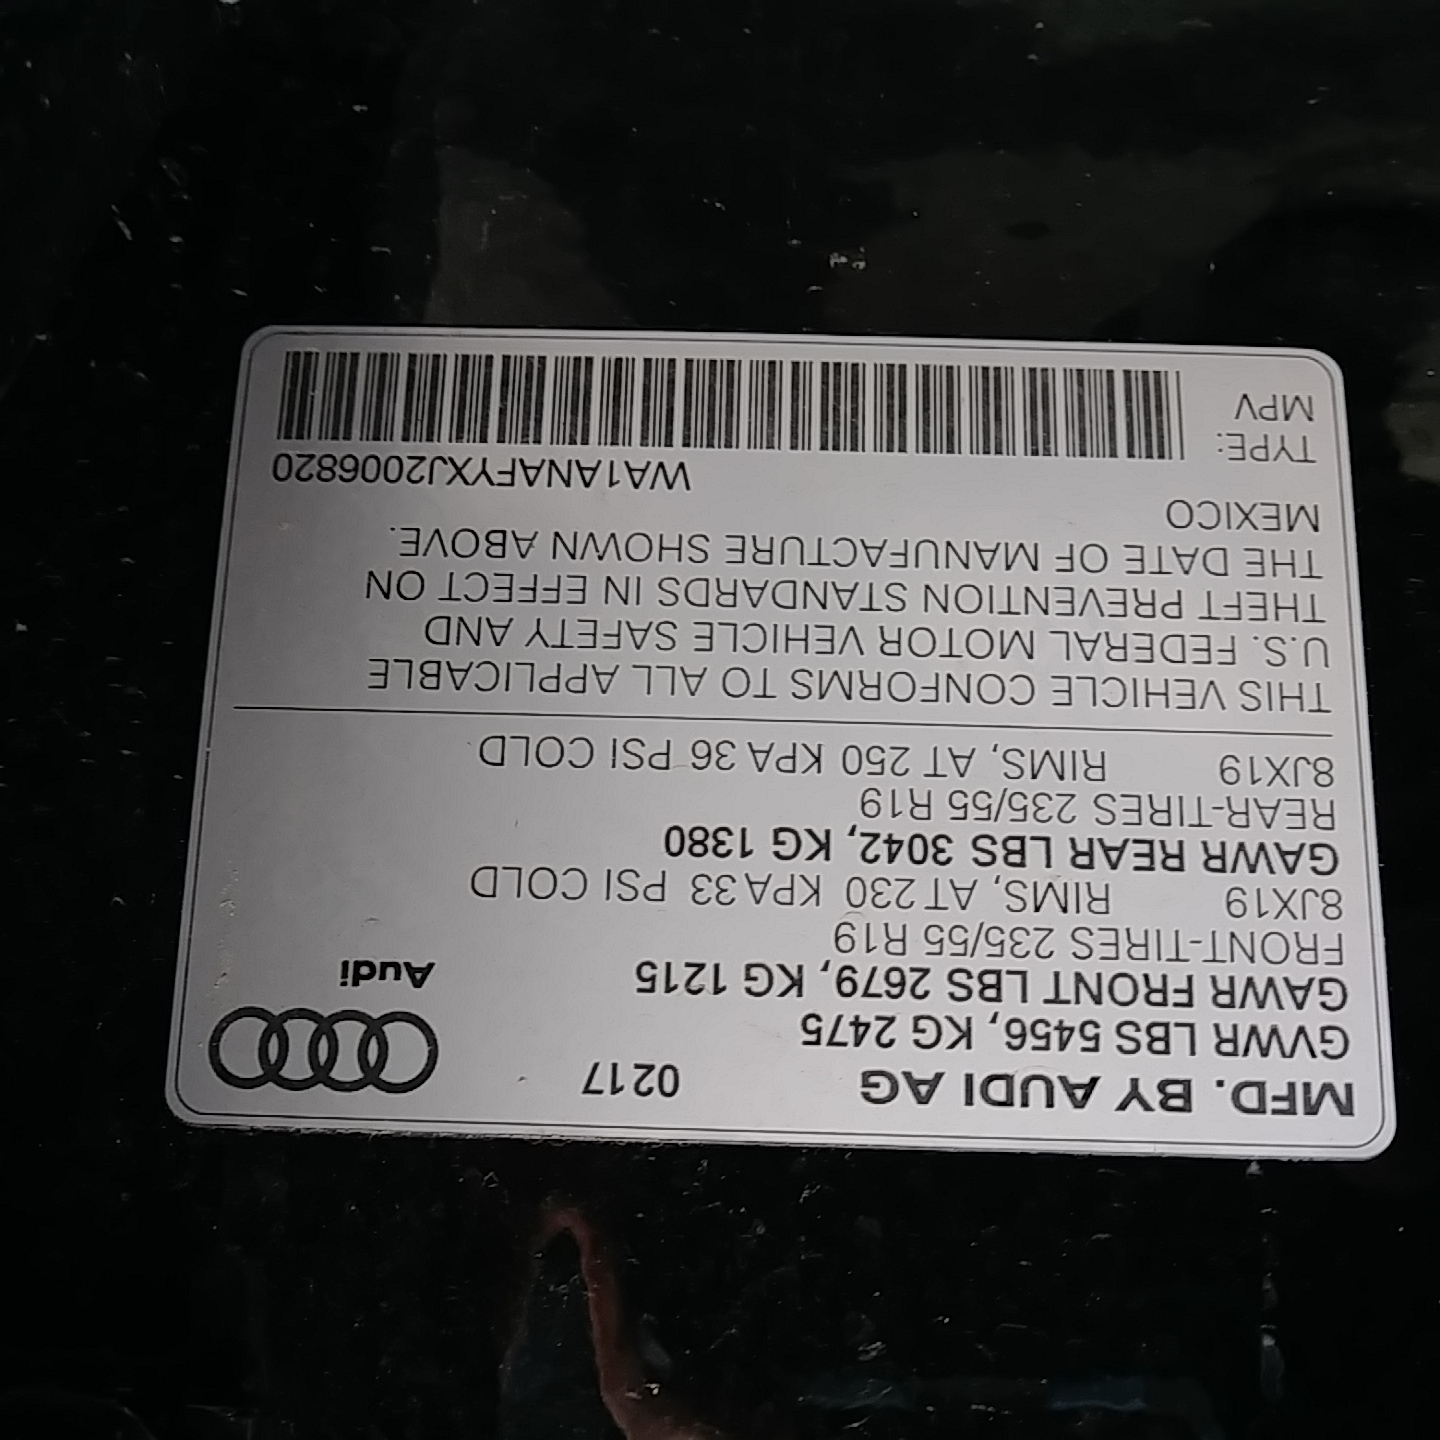 MFD. BY AUDI AG 0217
GVWR LBS 5456, KG 2475
GAWR FRONT LBS 2679, KG 1215
Audi
FRONT-TIRES 235/55 R19
8JX19 RIMS, AT 230 KPA 33 PSI COLD
GAWR REAR LBS 3042, KG 1380
REAR-TIRES 235/55 R19
8JX19 RIMS, AT 250 KPA 36 PSI COLD
THIS VEHICLE CONFORMS TO ALL APPLICABLE
U.S. FEDERAL MOTOR VEHICLE SAFETY AND
THEFT PREVENTION STANDARDS IN EFFECT ON
THE DATE OF MANUFACTURE SHOWN ABOVE.
MEXICO
WA1ANAFYXJ2006820
TYPE:
MPV